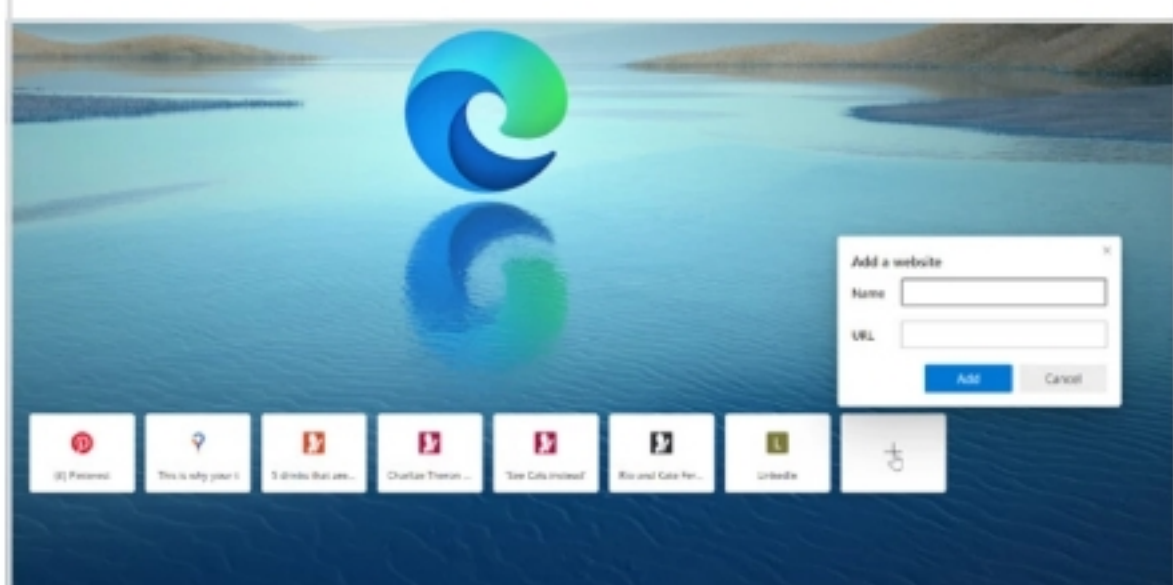 Add a website
Name
URL
Add
Cancel
(6) Pinterest
This is why your t
5 drinks that are...
Charlize Theron ...
'See Cats instead'
Rio and Kate Fer...
LinkedIn
L